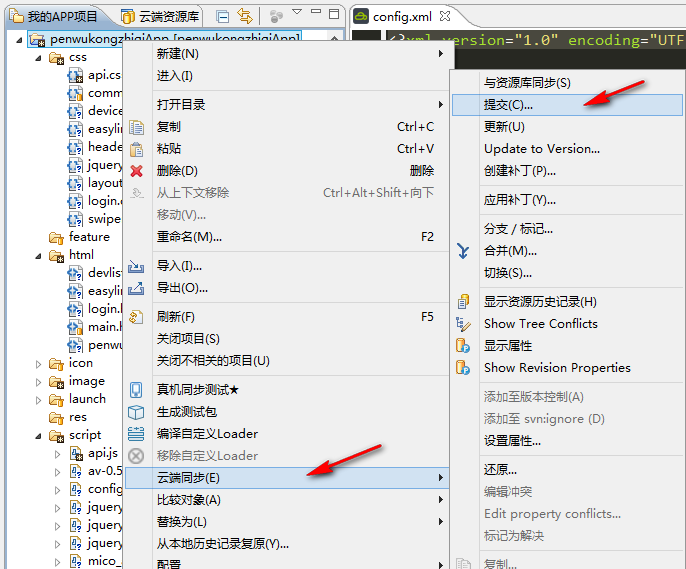 我的APP项目
云端资源库
config.xml
penwukongzhiqiApp [penwukongzhiqiApp]
<?xml version="1.0" encoding="UTF
css
api.cs
comm
device
easylin
heade
jquery
layout
login.c
swipe
feature
html
devlist
easylin
login.h
main.h
penwu
icon
image
launch
res
script
api.js
av-0.5
config
jquery
jquery
jquery
mico_
新建(N)
进入(I)
打开目录
复制 Ctrl+C
粘贴 Ctrl+V
删除(D) 删除
从上下文移除 Ctrl+Alt+Shift+向下
移动(V)...
重命名(M)... F2
导入(I)...
导出(O)...
刷新(F) F5
关闭项目(S)
关闭不相关的项目(U)
真机同步测试★
生成测试包
编译自定义Loader
移除自定义Loader
云端同步(E)
比较对象(A)
替换为(L)
从本地历史记录复原(Y)...
配置
与资源库同步(S)
提交(C)...
更新(U)
Update to Version...
创建补丁(P)...
应用补丁(Y)...
分支 / 标记...
合并(M)...
切换(S)...
显示资源历史记录(H)
Show Tree Conflicts
显示属性
Show Revision Properties
添加至版本控制(A)
添加至 svn:ignore (D)
设置属性...
还原...
编辑冲突
Edit property conflicts...
标记为解决
复制...